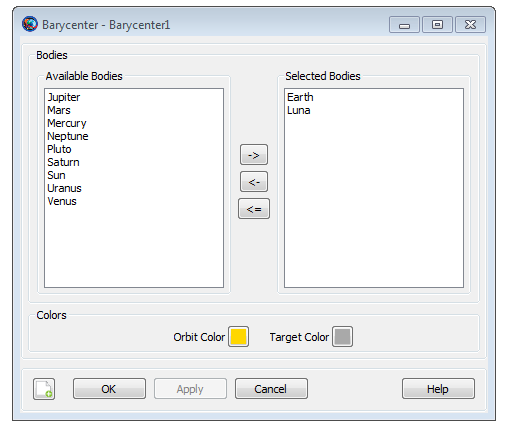 Barycenter - Barycenter1
Bodies
Available Bodies
Jupiter
Mars
Mercury
Neptune
Pluto
Saturn
Sun
Uranus
Venus
->
<-
<=
Selected Bodies
Earth
Luna
Colors
Orbit Color Target Color
OK Apply Cancel Help